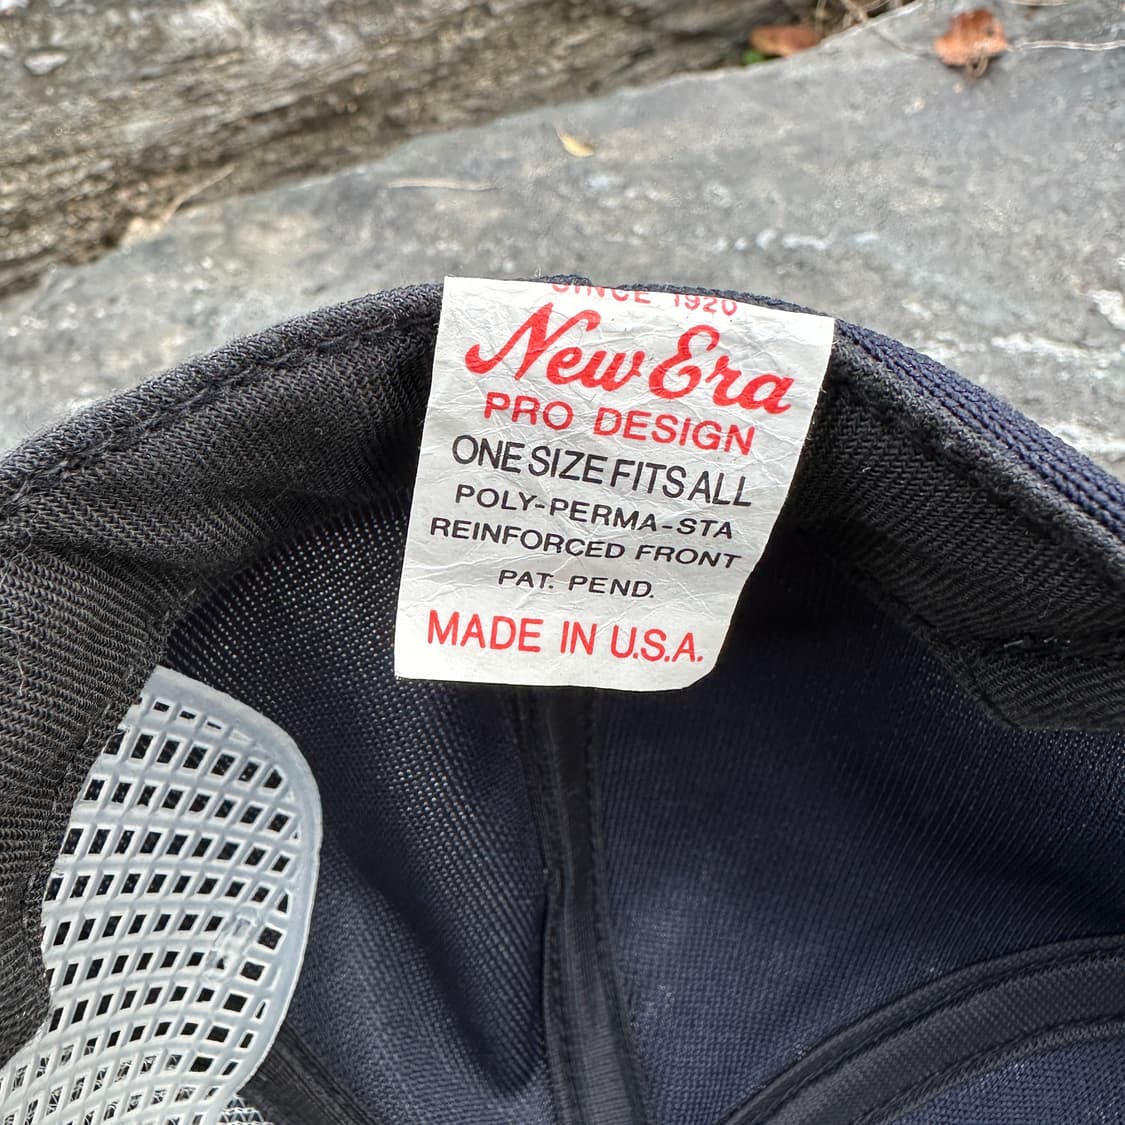 SINCE 1920
New Era
PRO DESIGN
ONE SIZE FITS ALL
POLY-PERMA-STA
REINFORCED FRONT
PAT. PEND.
MADE IN U.S.A.